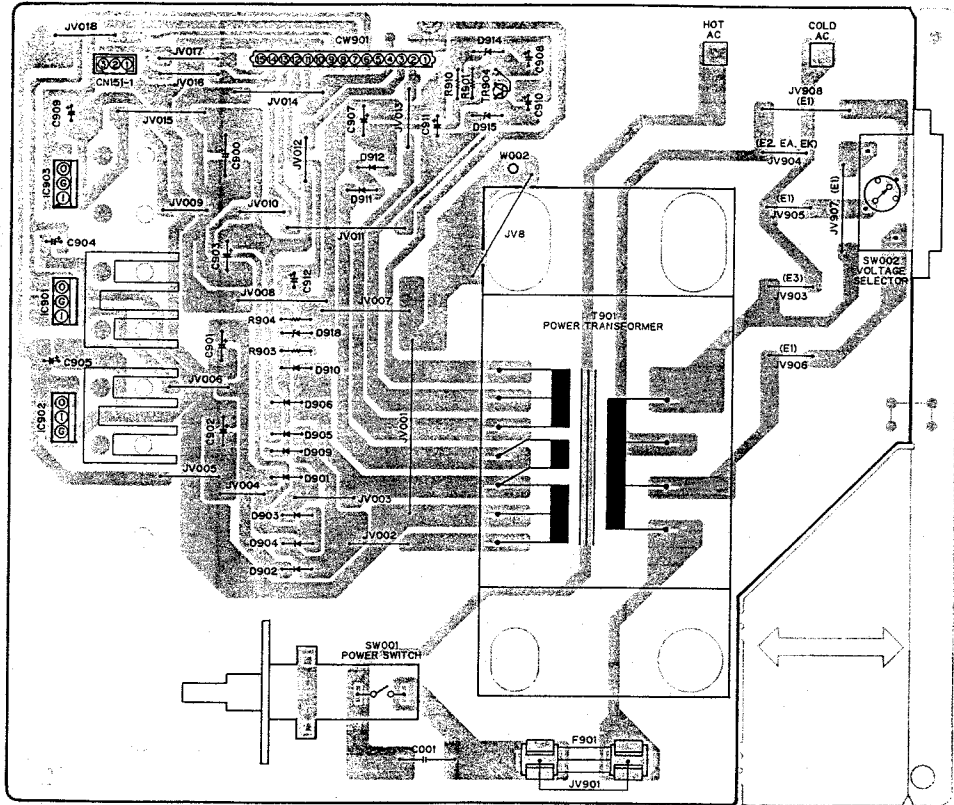 JV018
JV017
CW901
D914
HOT
AC
COLD
AC
⑮⑭⑬⑫⑪⑩⑨⑧⑦⑥⑤④③②①
③②①
CN151-1
JV016
C908
R910
R911
TR904
JV908
(E1)
JV014
C909
JV015
C907
JV013
C911
C910
D915
JV012
C900
(E2. EA, EK)
JV904
W002
D912
IC903
O
G
I
D911
(E1)
JV907
JV009
JV010
(E1)
JV905
JV011
JV8
C904
C903
SW002
VOLTAGE
SELECTOR
C912
JV008
JV007
(E3)
JV903
IC901
O
G
I
R904
T901
POWER TRANSFORMER
D918
C901
R903
C905
D910
(E1)
JV906
JV006
D906
IC902
O
I
G
C902
JV001
D905
D909
JV005
D901
JV004
JV003
D903
D904
JV002
D902
SW001
POWER SWITCH
C001
F901
JV901